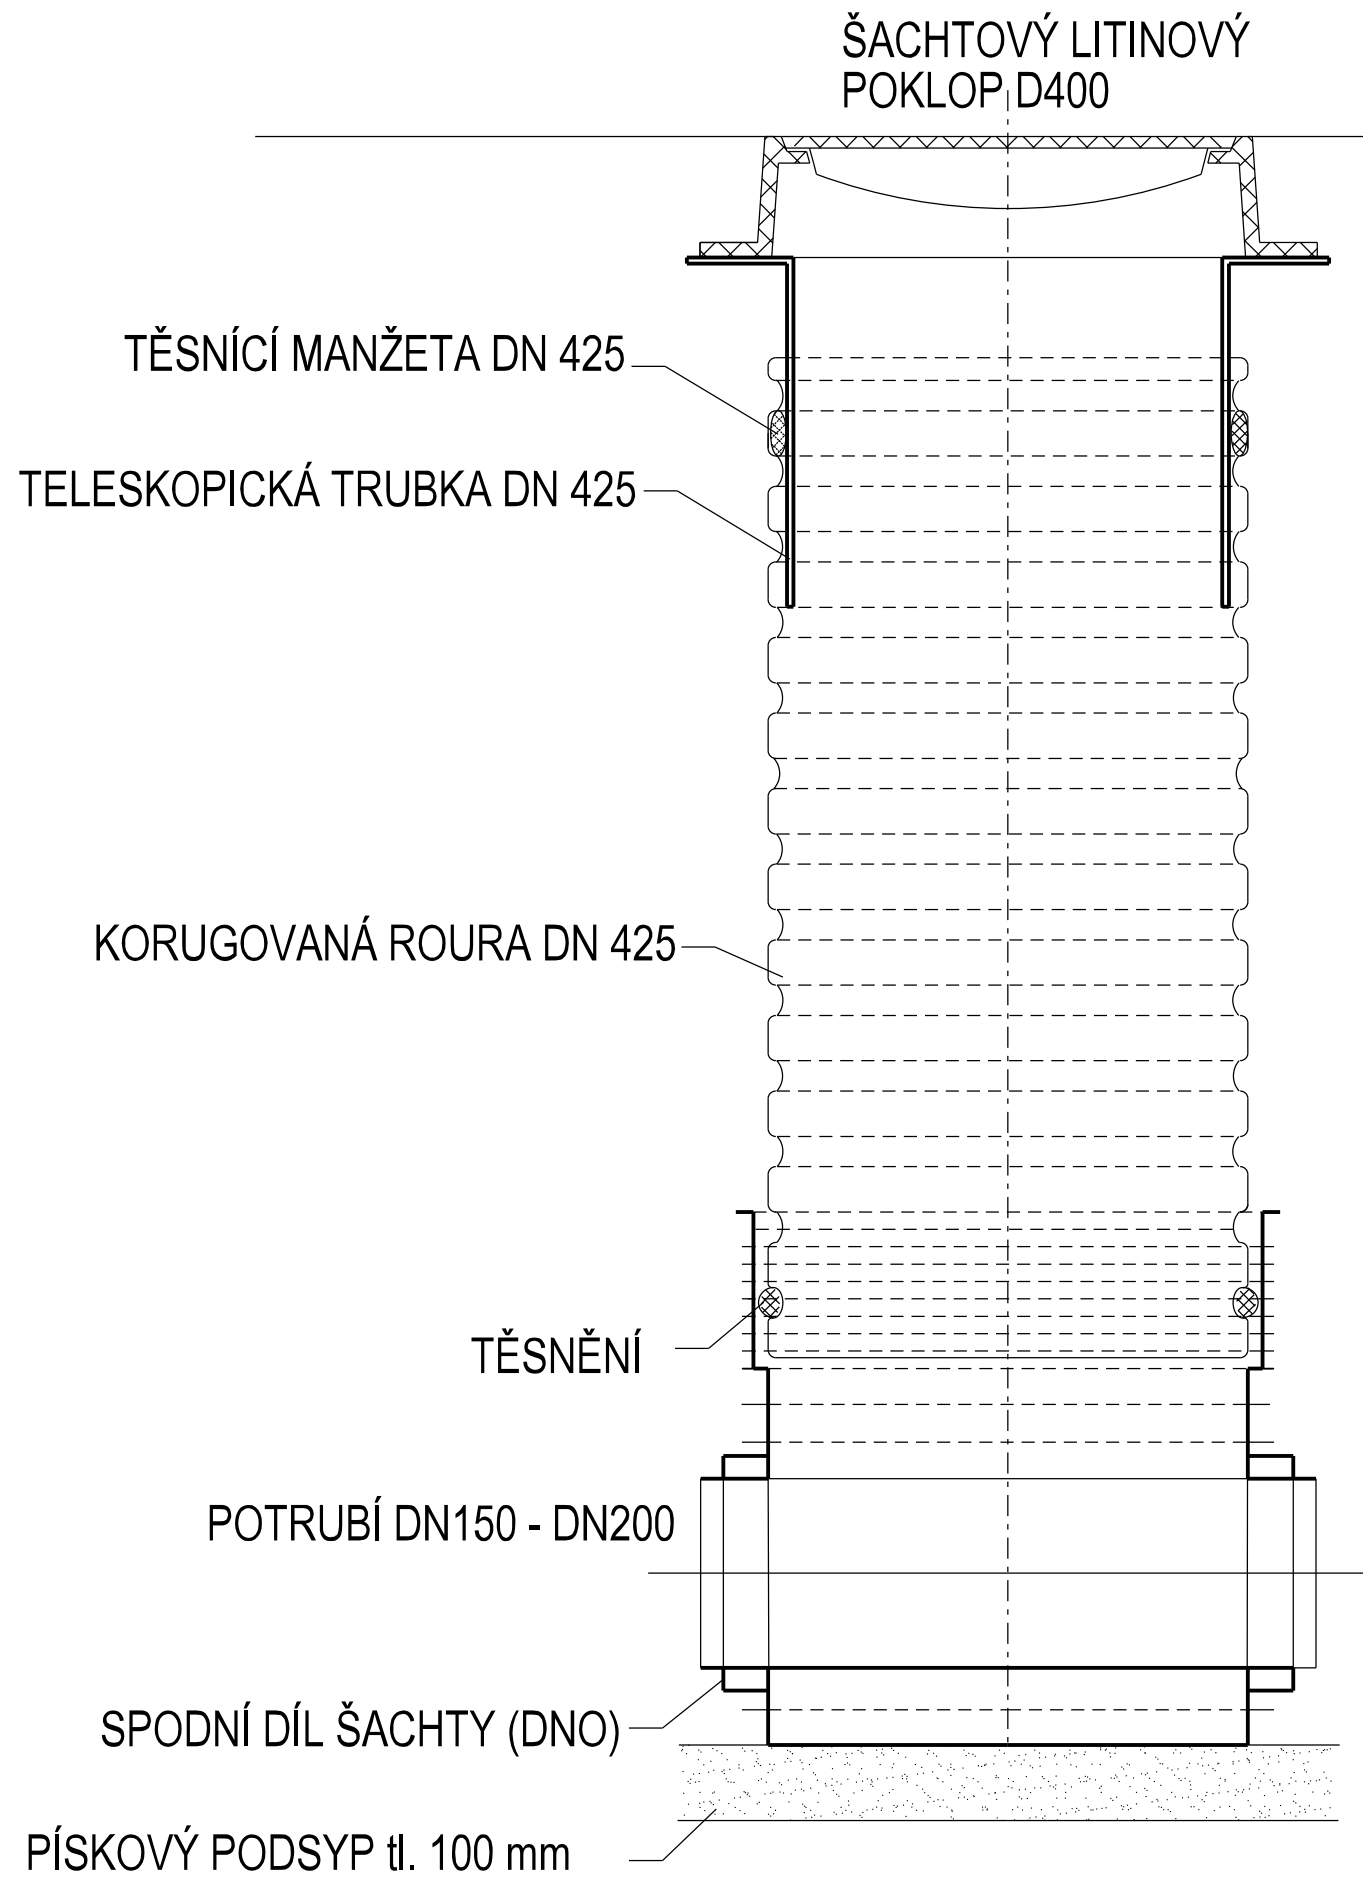 ŠACHTOVÝ LITINOVÝ
POKLOP D400
TĚSNÍCÍ MANŽETA DN 425
TELESKOPICKÁ TRUBKA DN 425
KORUGOVANÁ ROURA DN 425
TĚSNĚNÍ
POTRUBÍ DN150 - DN200
SPODNÍ DÍL ŠACHTY (DNO)
PÍSKOVÝ PODSYP tl. 100 mm